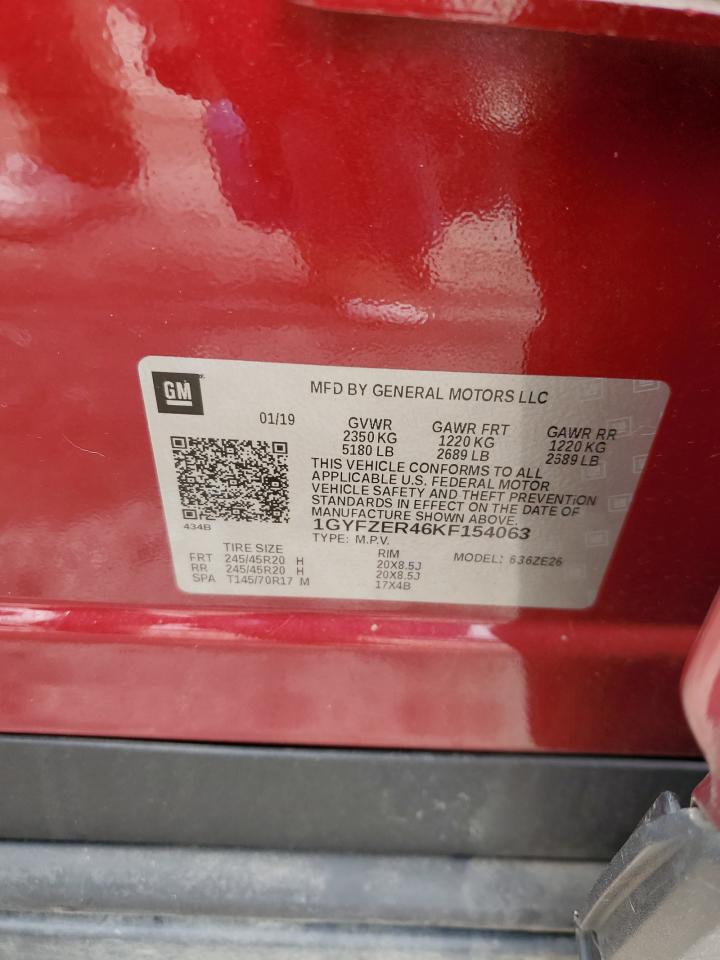 GM
MFD BY GENERAL MOTORS LLC
01/19
GVWR
2350 KG
5180 LB
GAWR FRT
1220 KG
2689 LB
GAWR RR
1220 KG
2689 LB
THIS VEHICLE CONFORMS TO ALL
APPLICABLE U.S. FEDERAL MOTOR
VEHICLE SAFETY AND THEFT PREVENTION
STANDARDS IN EFFECT ON THE DATE OF
MANUFACTURE SHOWN ABOVE.
434B
1GYFZER46KF154063
TYPE: M.P.V.
MODEL: 636ZE26
TIRE SIZE RIM
FRT 245/45R20 H 20X8.5J
RR 245/45R20 H 20X8.5J
SPA T145/70R17 M 17X4B